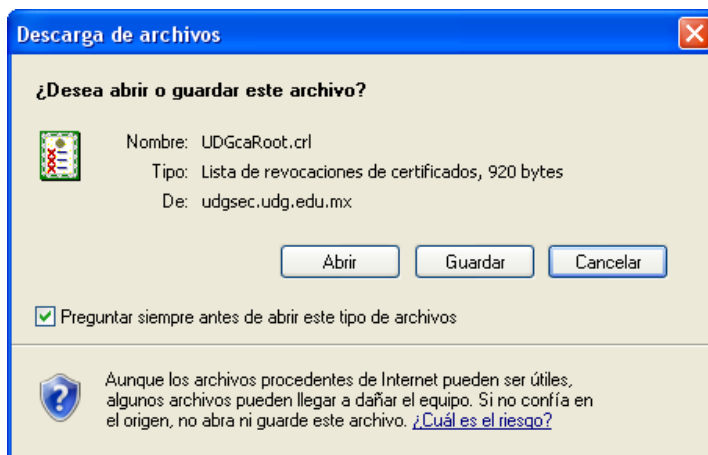 Descarga de archivos
¿Desea abrir o guardar este archivo?
Nombre: UDGcaRoot.crl
Tipo: Lista de revocaciones de certificados, 920 bytes
De: udgsec.udg.edu.mx
Abrir Guardar Cancelar
Preguntar siempre antes de abrir este tipo de archivos
Aunque los archivos procedentes de Internet pueden ser útiles,
algunos archivos pueden llegar a dañar el equipo. Si no confía en
el origen, no abra ni guarde este archivo. ¿Cuál es el riesgo?